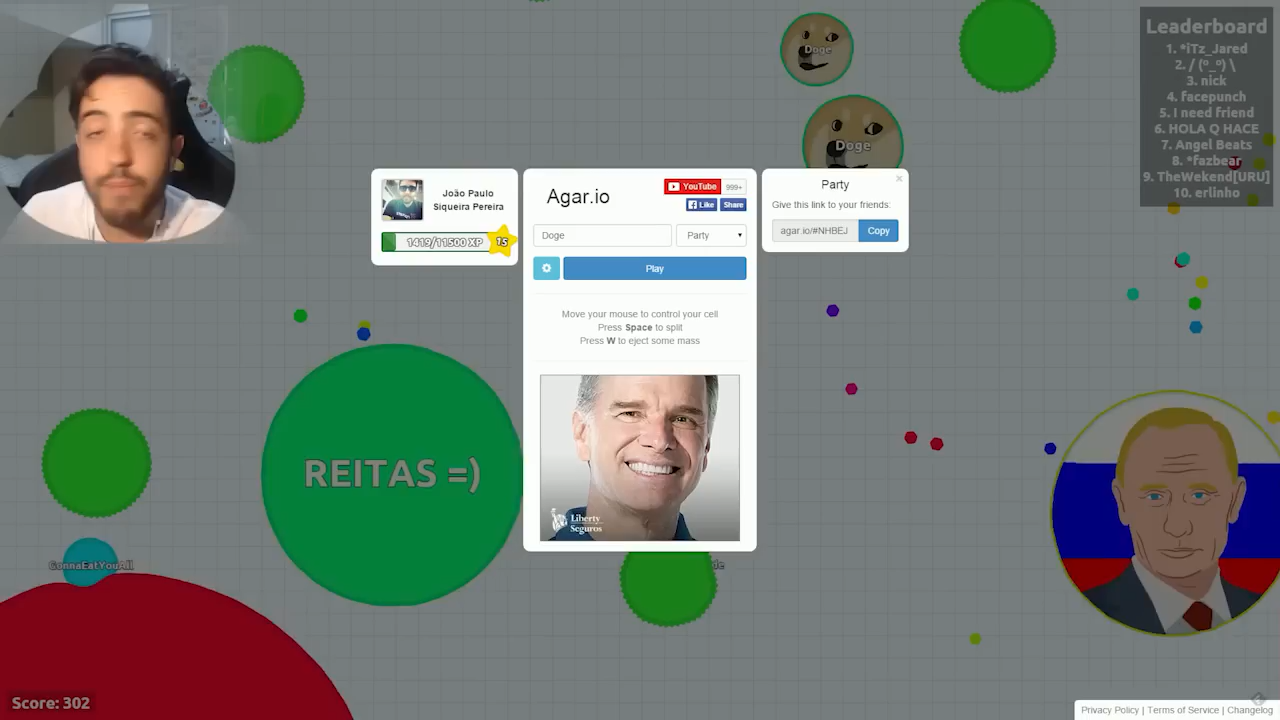 Leaderboard
1. *iTz_Jared
2. / (º_º) \
3. nick
4. facepunch
5. I need friend
6. HOLA Q HACE
7. Angel Beats
8. *fazbear
9. TheWekend[URU]
10. erlinho
Doge
Doge
João Paulo
Siqueira Pereira
1419/11500 XP
15
Agar.io
YouTube 999+
Like Share
Doge
Party
Play
Move your mouse to control your cell
Press Space to split
Press W to eject some mass
Liberty
Seguros
Party
×
Give this link to your friends:
agar.io/#NHBEJ
Copy
REITAS =)
GonnaEatYouAll
Score: 302
Privacy Policy | Terms of Service | Changelog